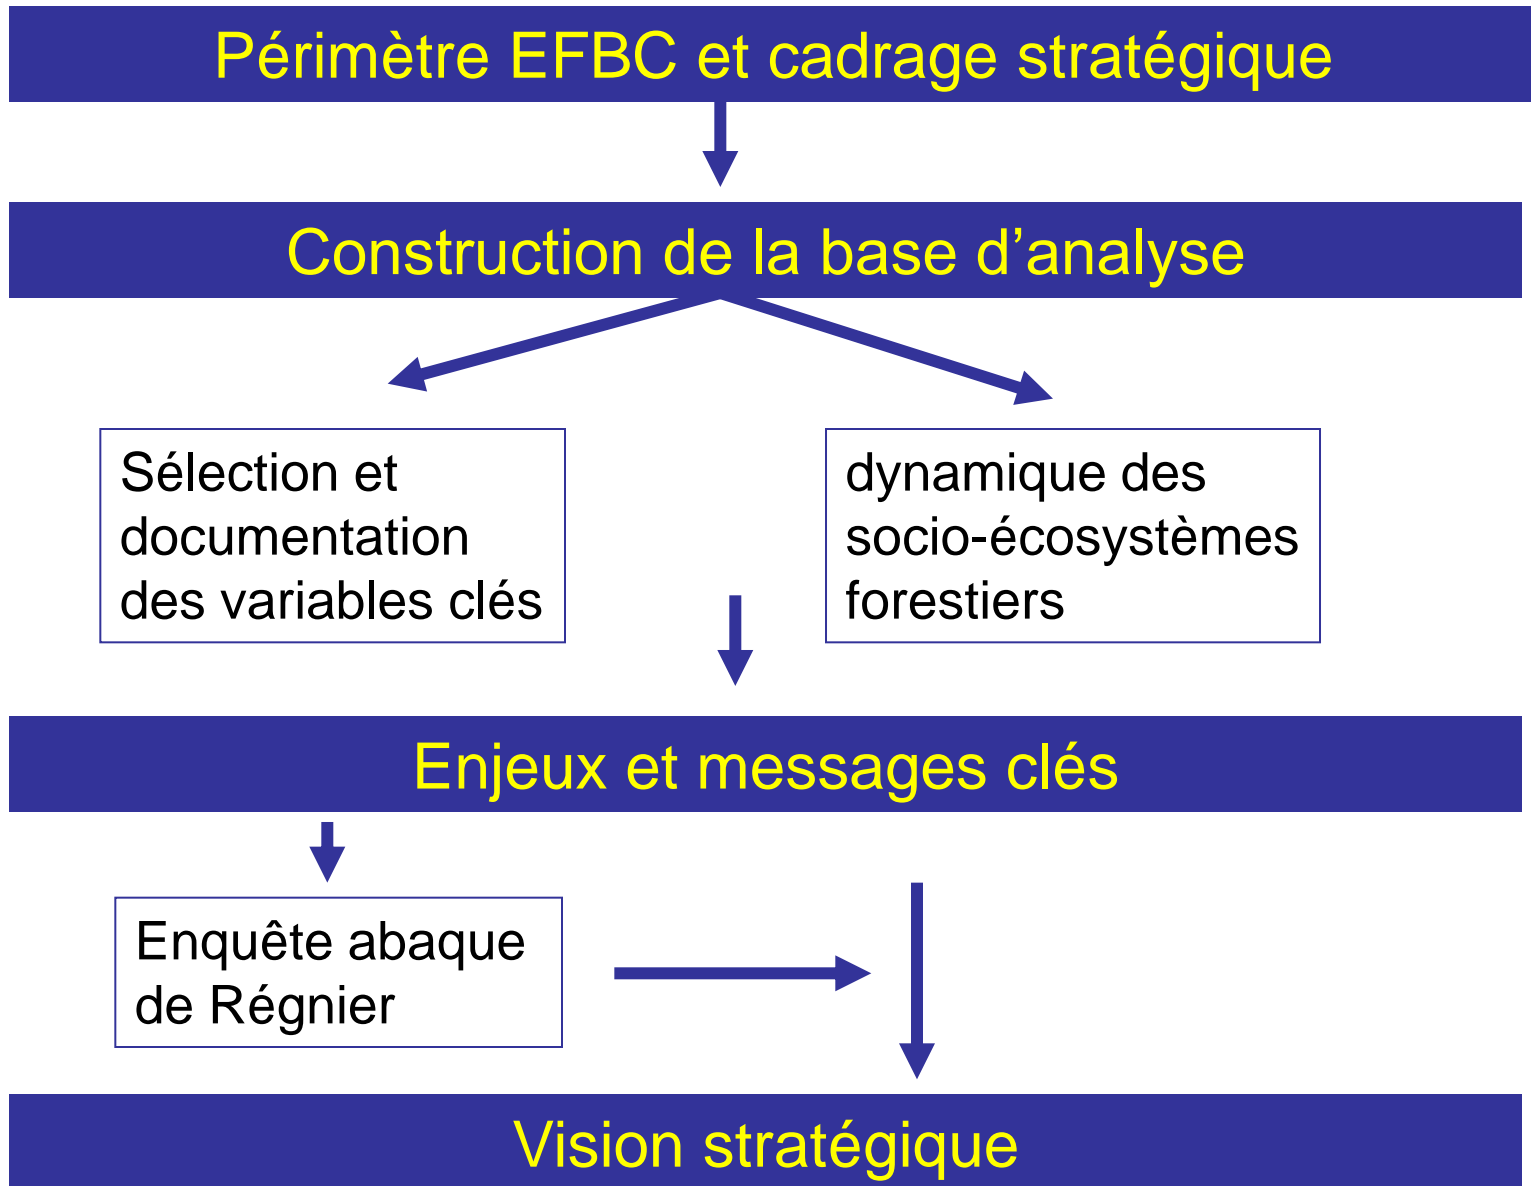 Périmètre EFBC et cadrage stratégique
Construction de la base d’analyse
Sélection et
documentation
des variables clés
dynamique des
socio-écosystèmes
forestiers
Enjeux et messages clés
Enquête abaque
de Régnier
Vision stratégique